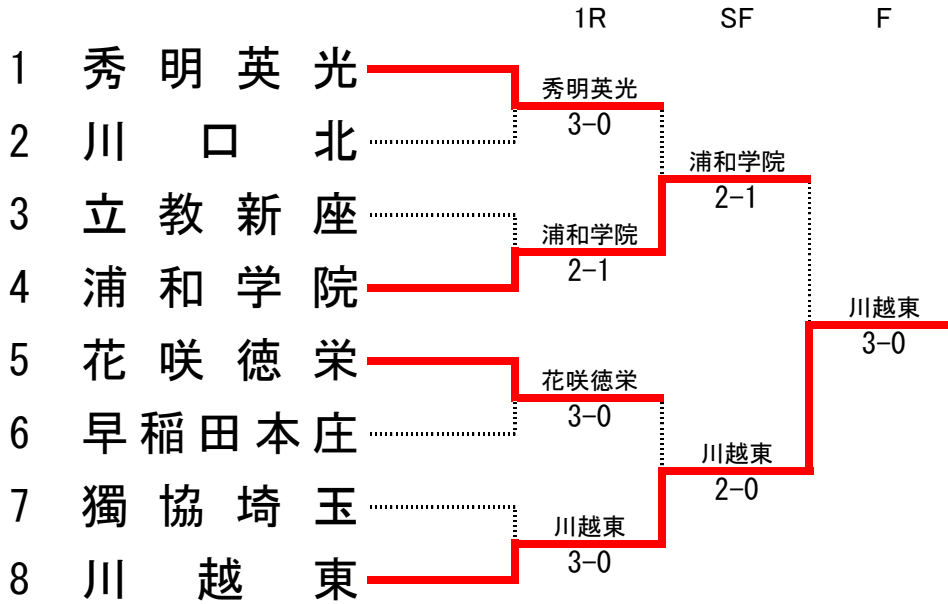 1R SF F
1 秀明英光
秀明英光
3-0
2 川口北
浦和学院
2-1
3 立教新座
浦和学院
2-1
4 浦和学院
川越東
3-0
5 花咲徳栄
花咲徳栄
3-0
6 早稲田本庄
川越東
2-0
7 獨協埼玉
川越東
3-0
8 川越東